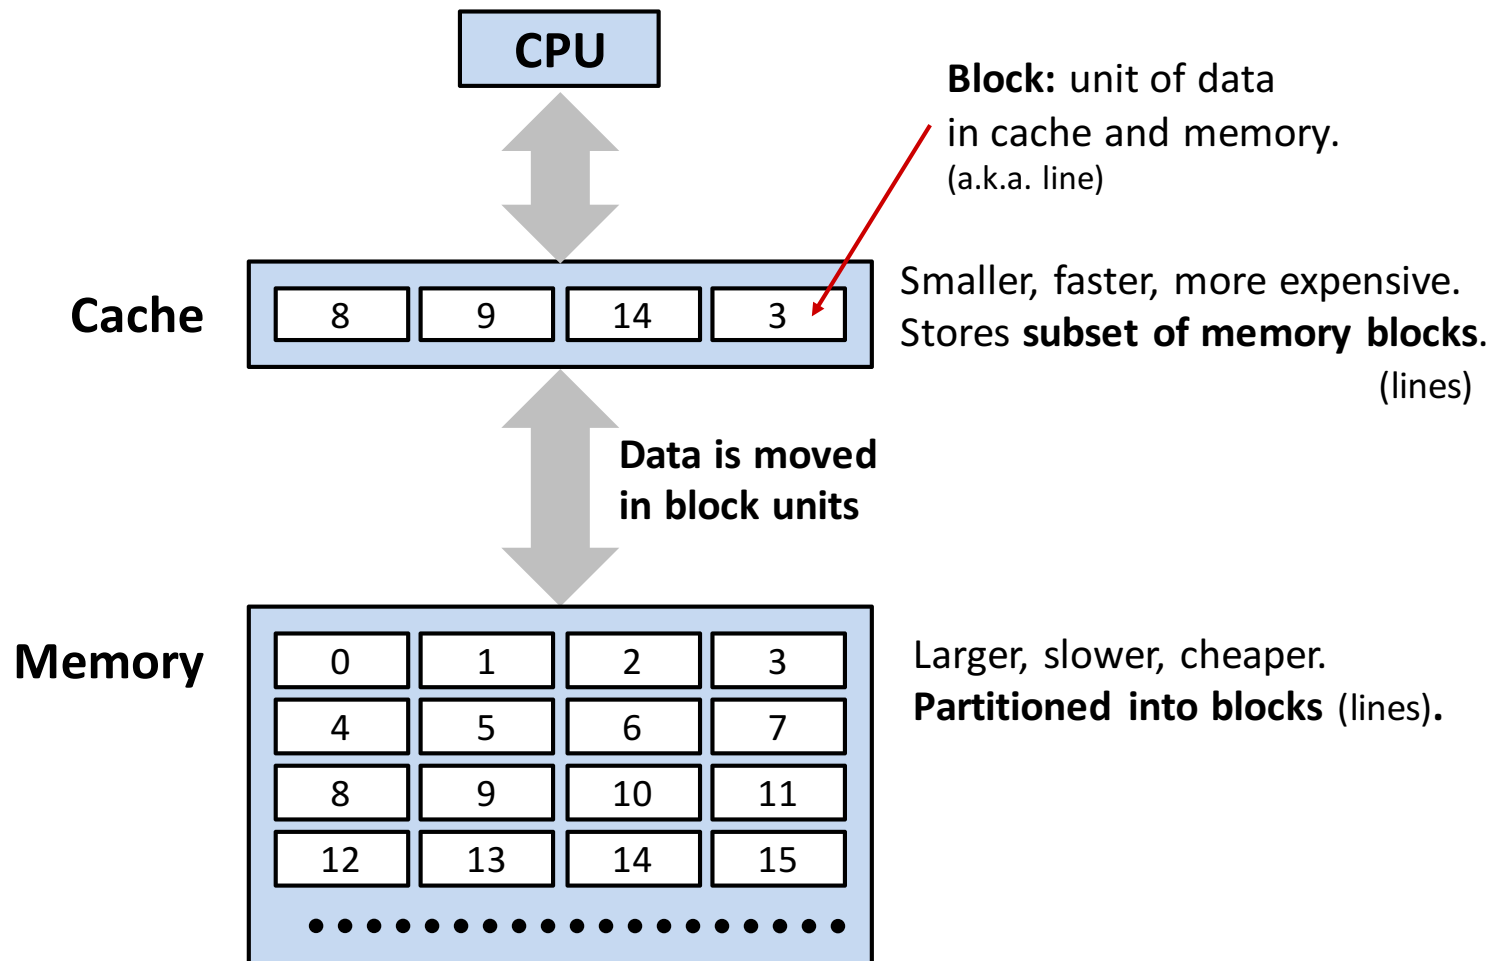 CPU
Block: unit of data
in cache and memory.
(a.k.a. line)
Cache
8 9 14 3
Smaller, faster, more expensive.
Stores subset of memory blocks.
(lines)
Data is moved
in block units
Memory
0 1 2 3
4 5 6 7
8 9 10 11
12 13 14 15
Larger, slower, cheaper.
Partitioned into blocks (lines).